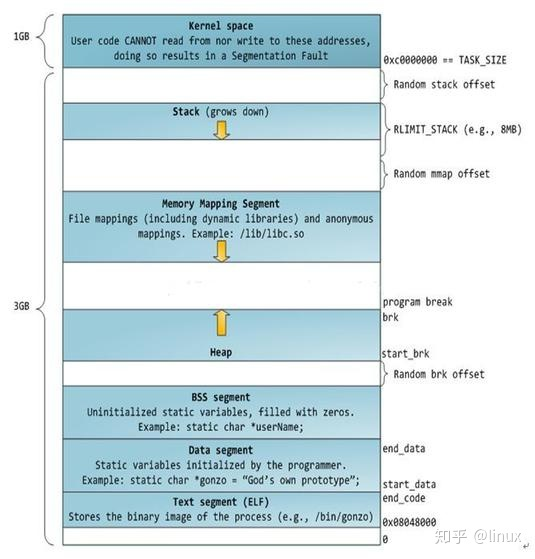 1GB
Kernel space
User code CANNOT read from nor write to these addresses,
doing so results in a Segmentation Fault
0xc0000000 == TASK_SIZE
Random stack offset
Stack (grows down)
RLIMIT_STACK (e.g., 8MB)
Random mmap offset
Memory Mapping Segment
File mappings (including dynamic libraries) and anonymous
mappings. Example: /lib/libc.so
3GB
program break
brk
Heap
start_brk
Random brk offset
BSS segment
Uninitialized static variables, filled with zeros.
Example: static char *userName;
end_data
Data segment
Static variables initialized by the programmer.
Example: static char *gonzo = “God’s own prototype”;
start_data
end_code
Text segment (ELF)
Stores the binary image of the process (e.g., /bin/gonzo)
0x08048000
0
知乎 @linux